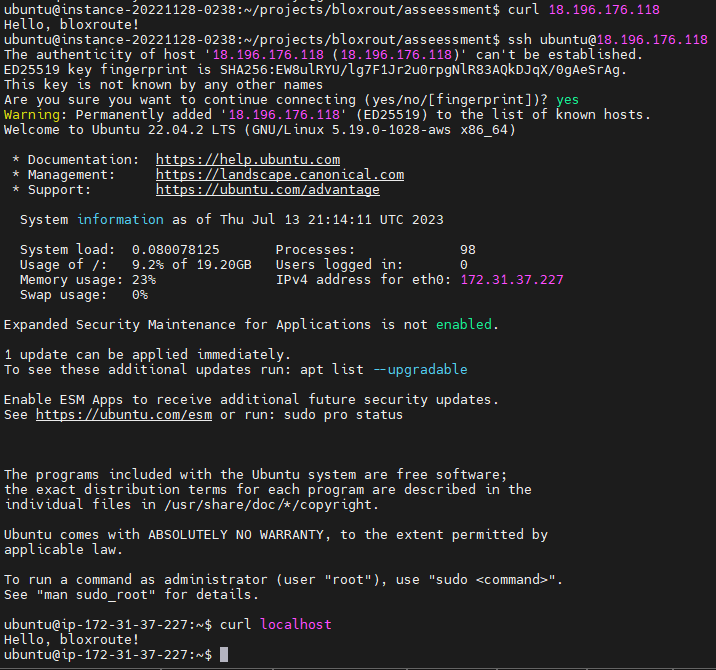 ubuntu@instance-20221128-0238:~/projects/bloxrout/asseessment$ curl 18.196.176.118
Hello, bloxroute!
ubuntu@instance-20221128-0238:~/projects/bloxrout/asseessment$ ssh ubuntu@18.196.176.118
The authenticity of host '18.196.176.118 (18.196.176.118)' can't be established.
ED25519 key fingerprint is SHA256:EW8ulRYU/lg7F1Jr2u0rpgNlR83AQkDJqX/0gAeSrAg.
This key is not known by any other names
Are you sure you want to continue connecting (yes/no/[fingerprint])? yes
Warning: Permanently added '18.196.176.118' (ED25519) to the list of known hosts.
Welcome to Ubuntu 22.04.2 LTS (GNU/Linux 5.19.0-1028-aws x86_64)
* Documentation:  https://help.ubuntu.com
* Management:     https://landscape.canonical.com
* Support:        https://ubuntu.com/advantage
System information as of Thu Jul 13 21:14:11 UTC 2023
System load:  0.080078125       Processes:             98
Usage of /:   9.2% of 19.20GB   Users logged in:       0
Memory usage: 23%               IPv4 address for eth0: 172.31.37.227
Swap usage:   0%
Expanded Security Maintenance for Applications is not enabled.
1 update can be applied immediately.
To see these additional updates run: apt list --upgradable
Enable ESM Apps to receive additional future security updates.
See https://ubuntu.com/esm or run: sudo pro status
The programs included with the Ubuntu system are free software;
the exact distribution terms for each program are described in the
individual files in /usr/share/doc/*/copyright.
Ubuntu comes with ABSOLUTELY NO WARRANTY, to the extent permitted by
applicable law.
To run a command as administrator (user "root"), use "sudo <command>".
See "man sudo_root" for details.
ubuntu@ip-172-31-37-227:~$ curl localhost
Hello, bloxroute!
ubuntu@ip-172-31-37-227:~$